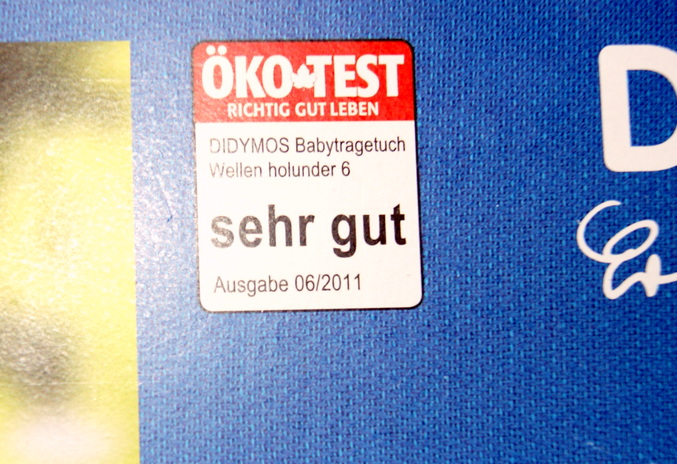 ÖKO TEST
RICHTIG GUT LEBEN
DIDYMOS Babytragetuch
Wellen holunder 6
sehr gut
Ausgabe 06/2011
D